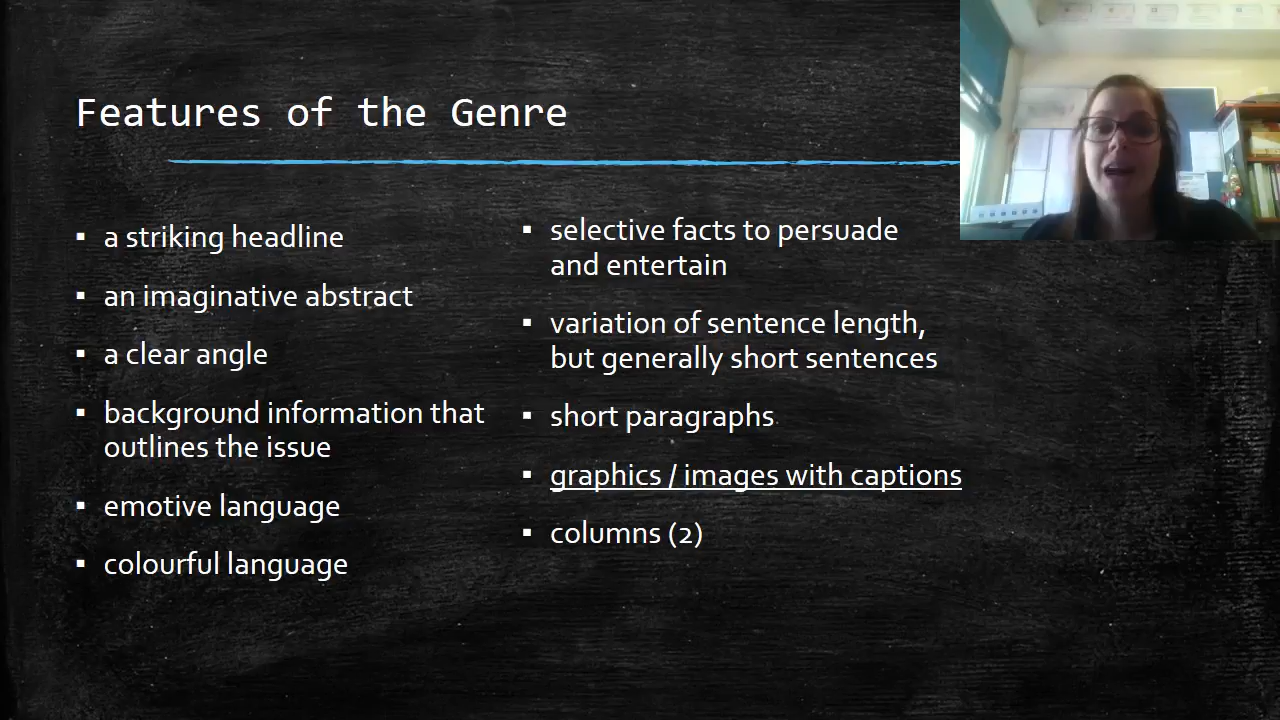 Features of the Genre
▪ a striking headline
▪ an imaginative abstract
▪ a clear angle
▪ background information that
outlines the issue
▪ emotive language
▪ colourful language
▪ selective facts to persuade
and entertain
▪ variation of sentence length,
but generally short sentences
▪ short paragraphs
▪ graphics / images with captions
▪ columns (2)